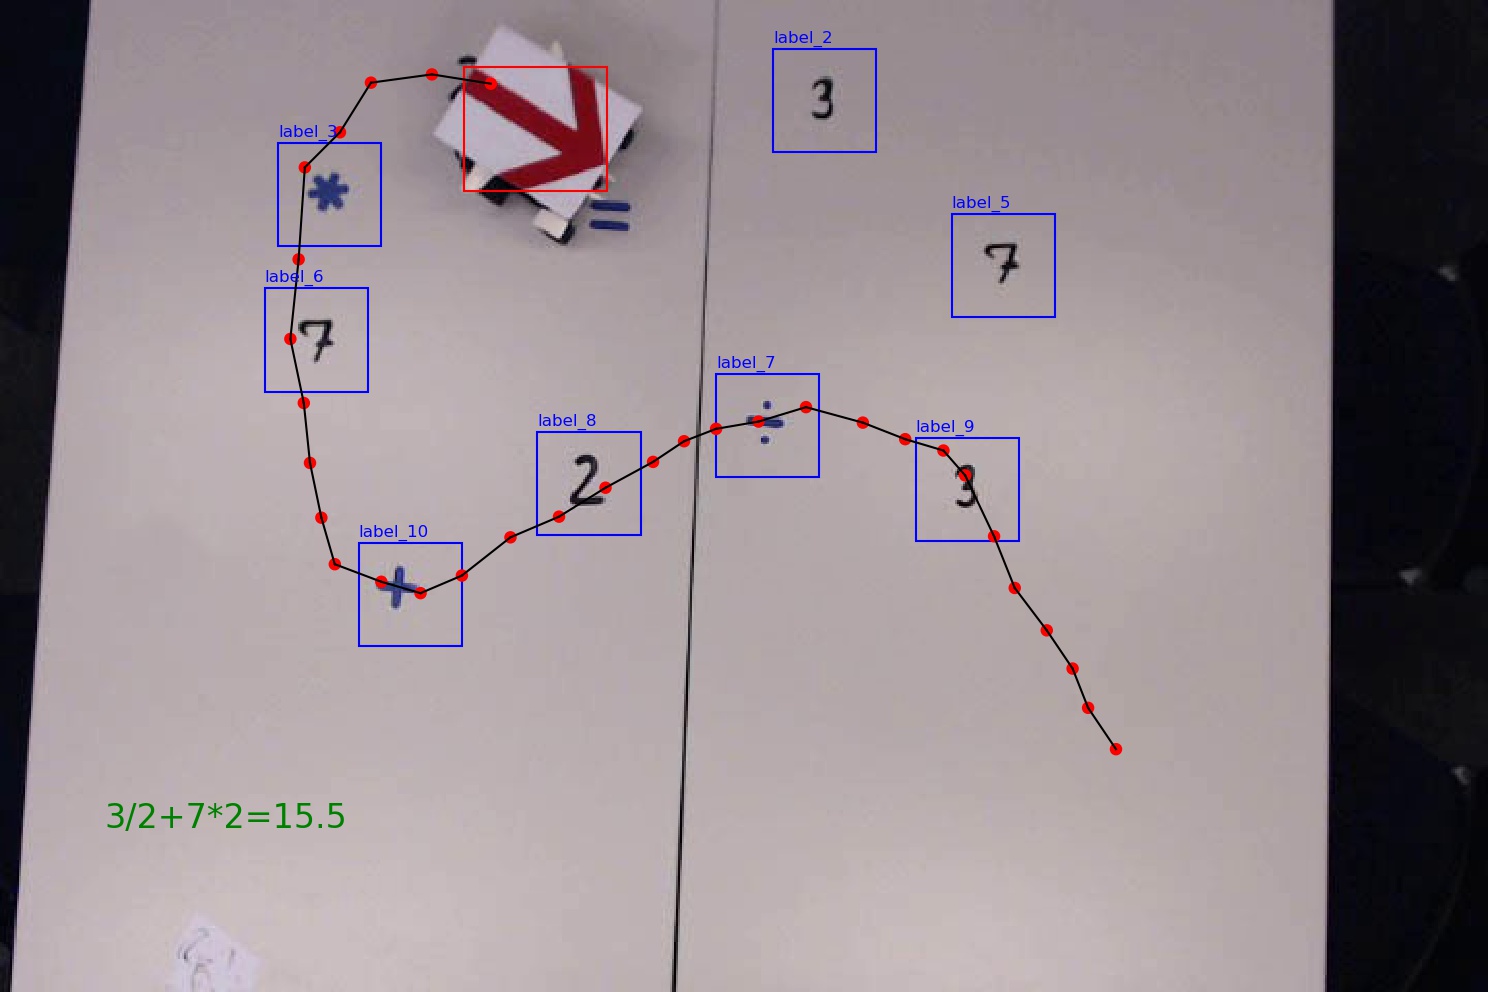 label_2
3
label_3
*
=
label_5
7
label_6
7
label_7
÷
label_8
2
label_9
3
label_10
+
3/2+7*2=15.5